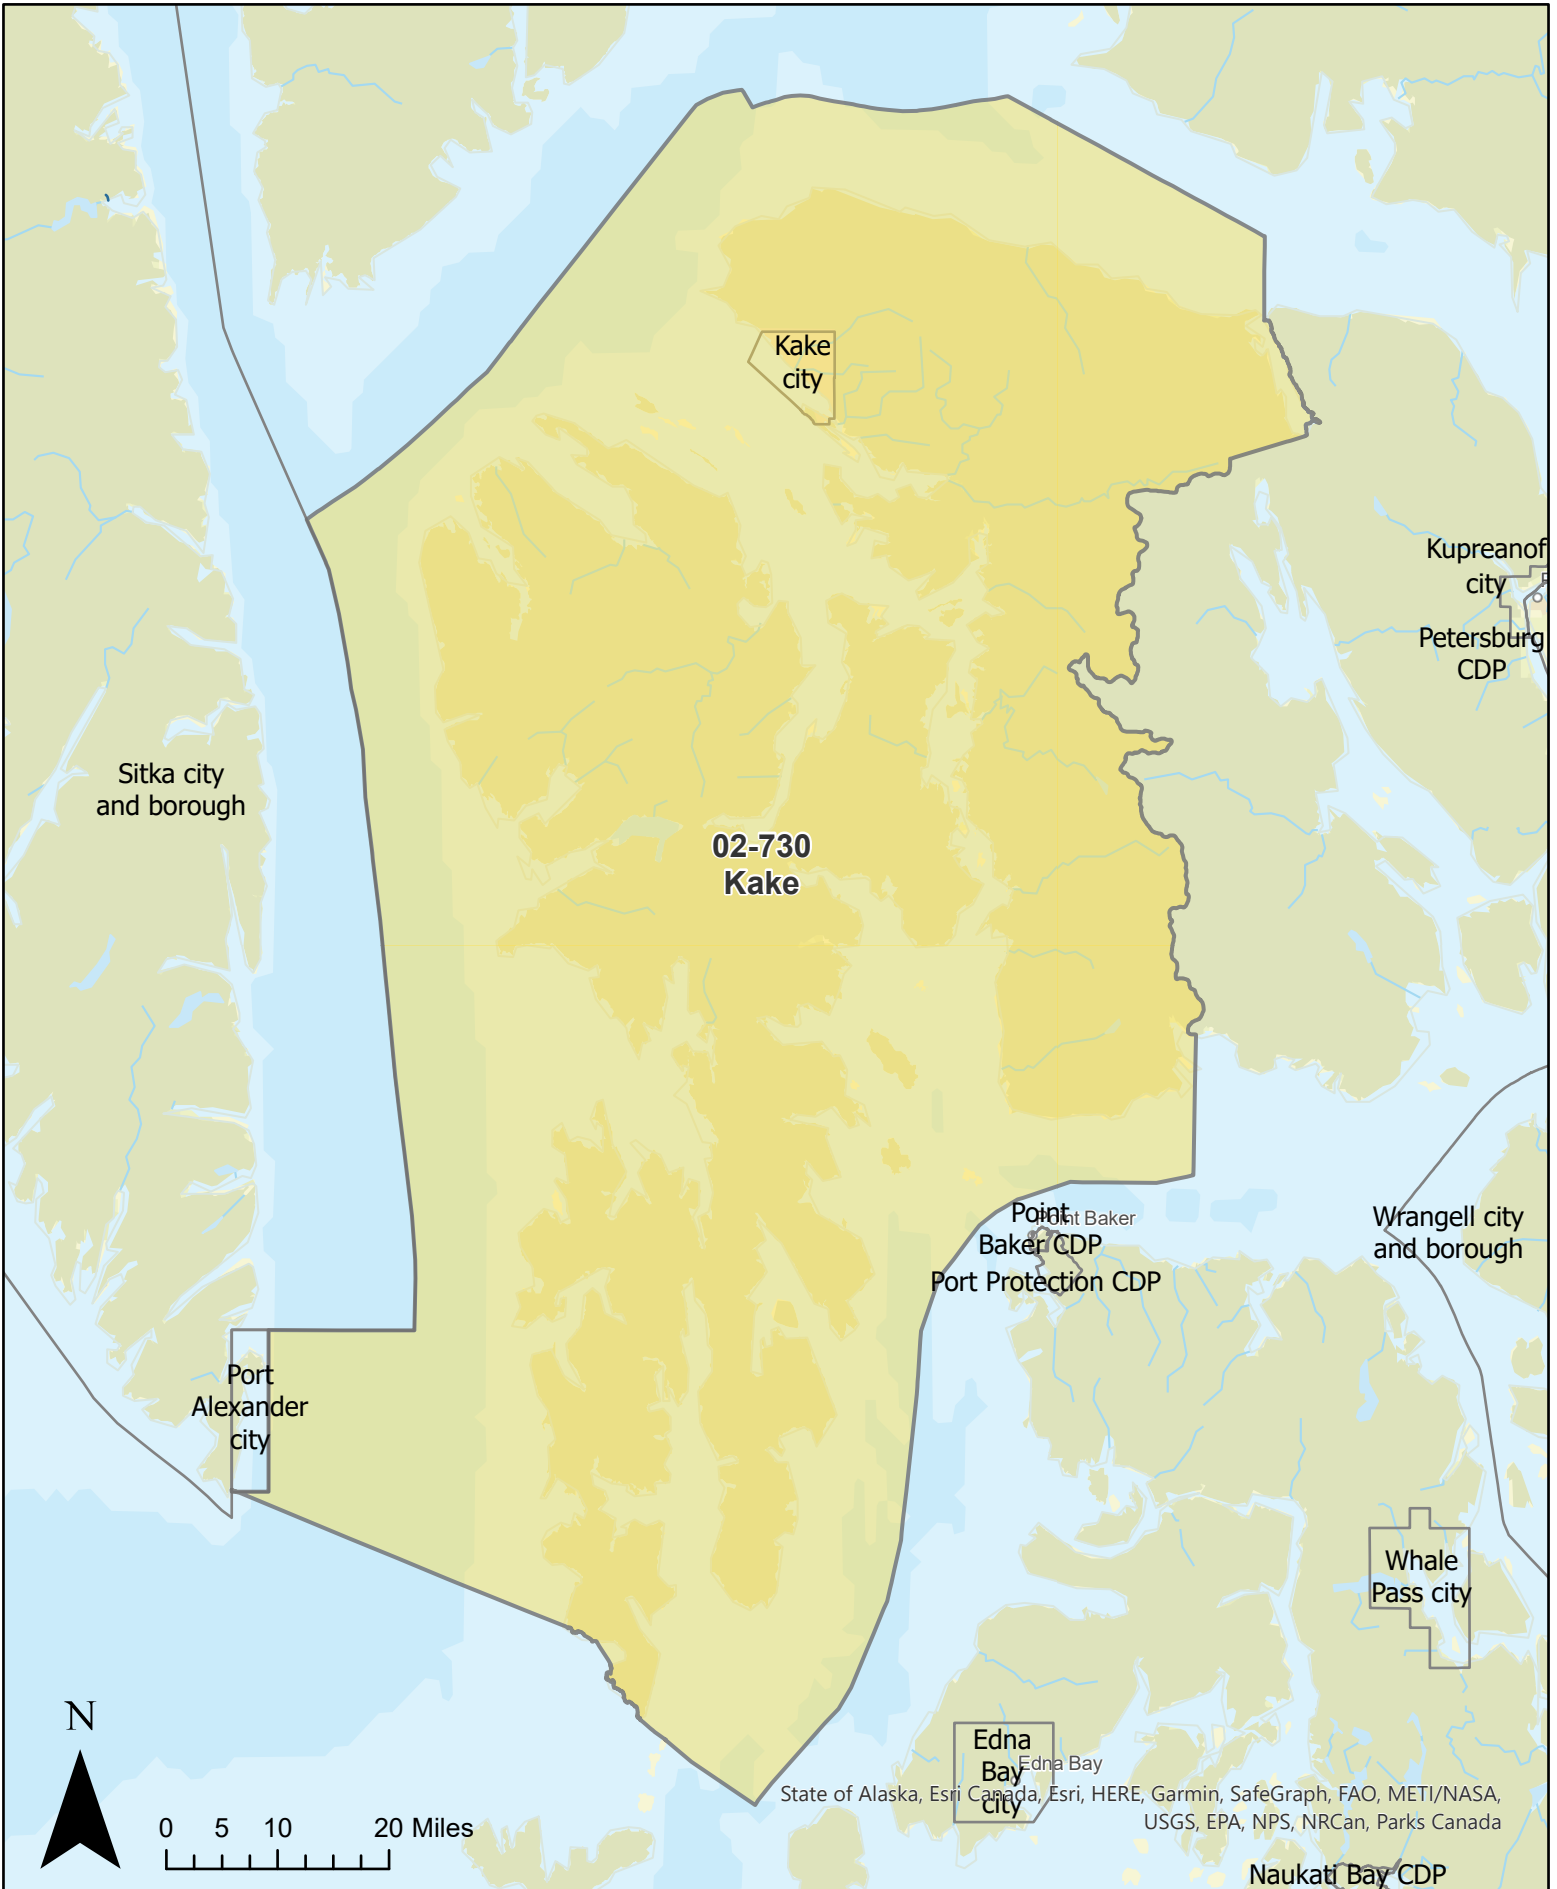 Kake
city
Kupreanof
city
Petersburg
CDP
Sitka city
and borough
02-730
Kake
Point
Baker CDP
Point Baker
Port Protection CDP
Wrangell city
and borough
Port
Alexander
city
Whale
Pass city
N
0 5 10 20 Miles
Edna
Bay
city
Edna Bay
State of Alaska, Esri Canada, Esri, HERE, Garmin, SafeGraph, FAO, METI/NASA,
USGS, EPA, NPS, NRCan, Parks Canada
Naukati Bay CDP